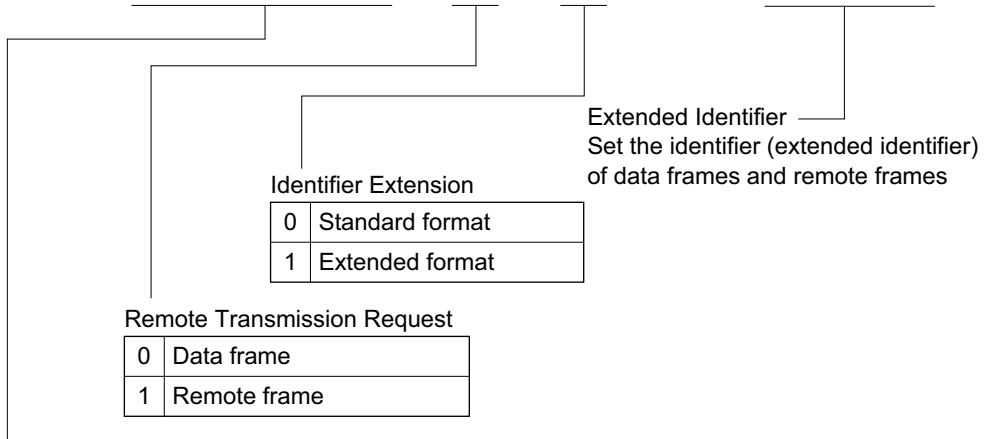 Extended Identifier
Set the identifier (extended identifier)
of data frames and remote frames
Identifier Extension
0 Standard format
1 Extended format
Remote Transmission Request
0 Data frame
1 Remote frame